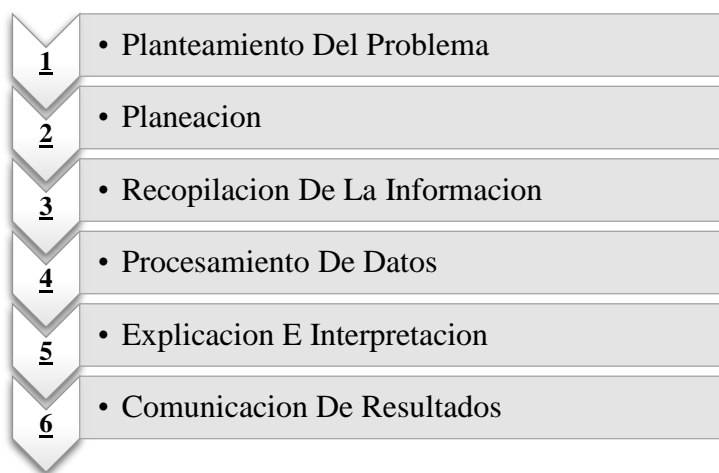 1 • Planteamiento Del Problema
2 • Planeacion
3 • Recopilacion De La Informacion
4 • Procesamiento De Datos
5 • Explicacion E Interpretacion
6 • Comunicacion De Resultados